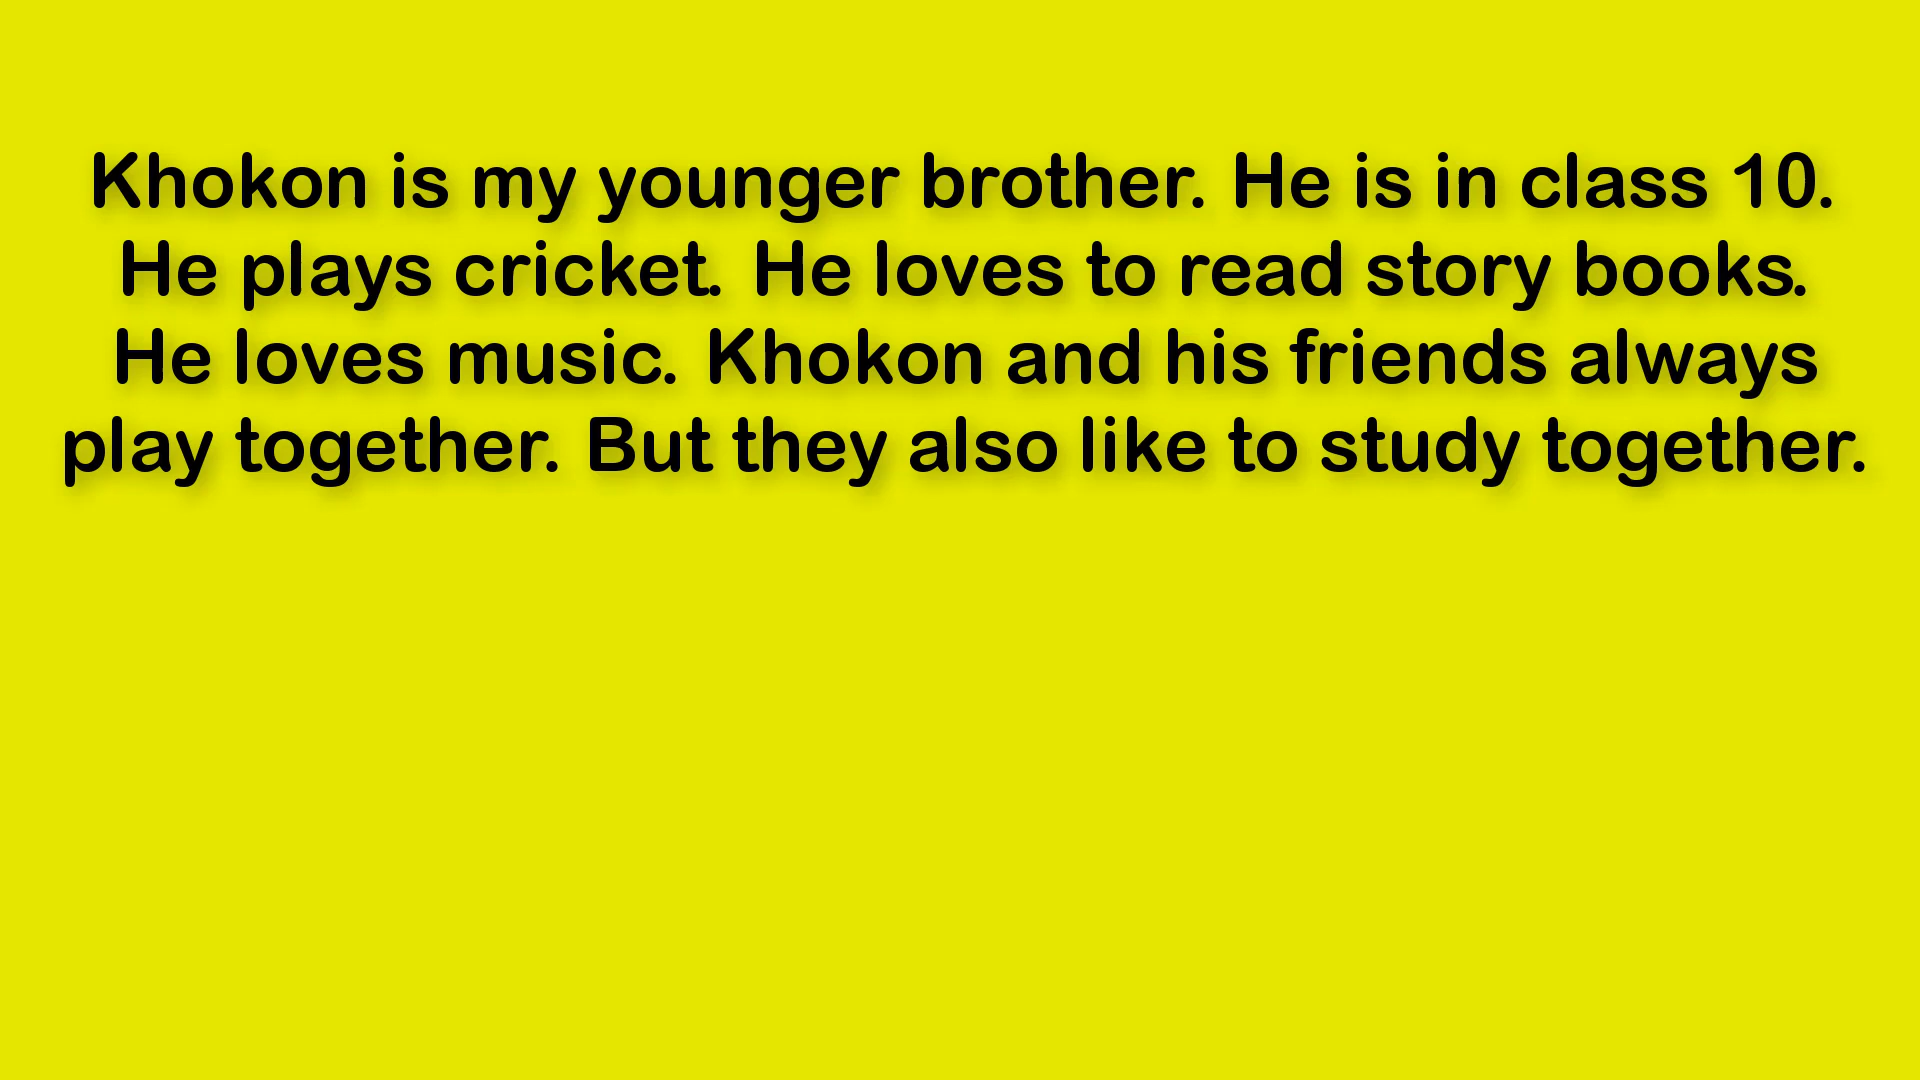 Khokon is my younger brother. He is in class 10.
He plays cricket. He loves to read story books.
He loves music. Khokon and his friends always
play together. But they also like to study together.